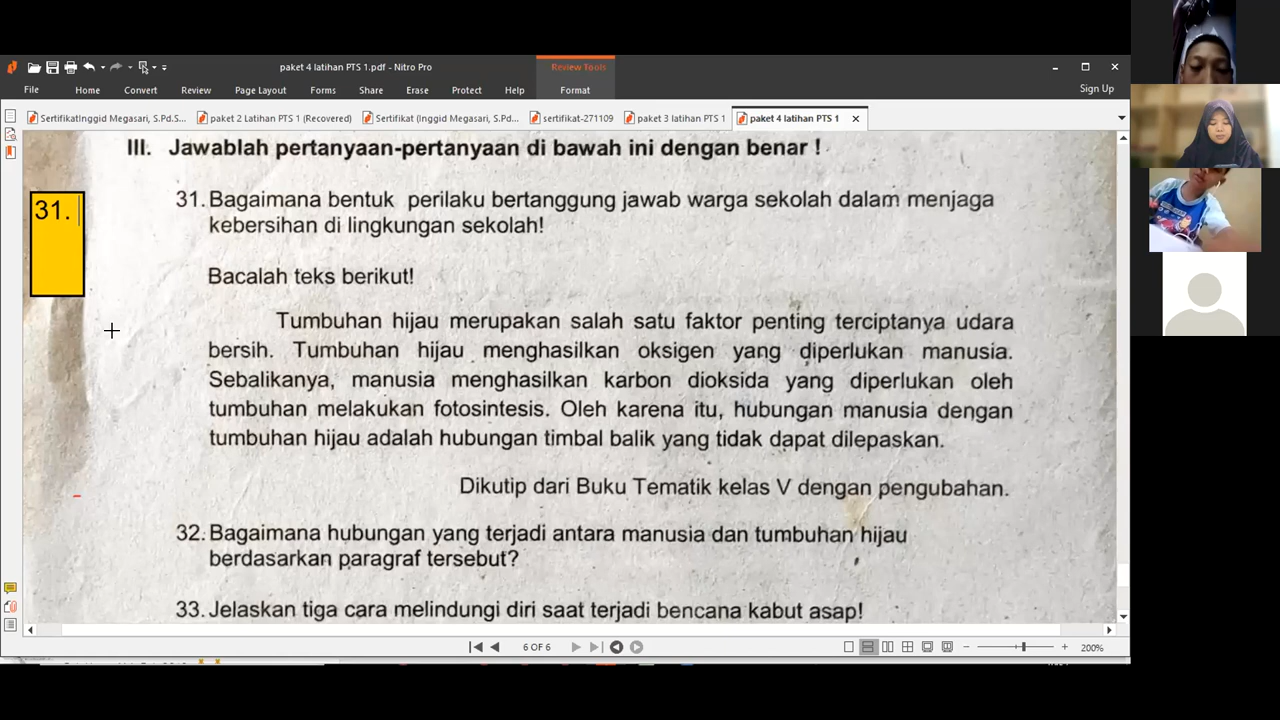 paket 4 latihan PTS 1.pdf - Nitro Pro
Review Tools
File Home Convert Review Page Layout Forms Share Erase Protect Help Format
Sign Up
SertifikatInggid Megasari, S.Pd.S... paket 2 Latihan PTS 1 (Recovered) Sertifikat (Inggid Megasari, S.Pd... sertifikat-271109 paket 3 latihan PTS 1 paket 4 latihan PTS 1
III. Jawablah pertanyaan-pertanyaan di bawah ini dengan benar !
31.
31. Bagaimana bentuk perilaku bertanggung jawab warga sekolah dalam menjaga
kebersihan di lingkungan sekolah!
Bacalah teks berikut!
Tumbuhan hijau merupakan salah satu faktor penting terciptanya udara
bersih. Tumbuhan hijau menghasilkan oksigen yang diperlukan manusia.
Sebalikanya, manusia menghasilkan karbon dioksida yang diperlukan oleh
tumbuhan melakukan fotosintesis. Oleh karena itu, hubungan manusia dengan
tumbuhan hijau adalah hubungan timbal balik yang tidak dapat dilepaskan.
Dikutip dari Buku Tematik kelas V dengan pengubahan.
32. Bagaimana hubungan yang terjadi antara manusia dan tumbuhan hijau
berdasarkan paragraf tersebut?
33. Jelaskan tiga cara melindungi diri saat terjadi bencana kabut asap!
6 OF 6
200%